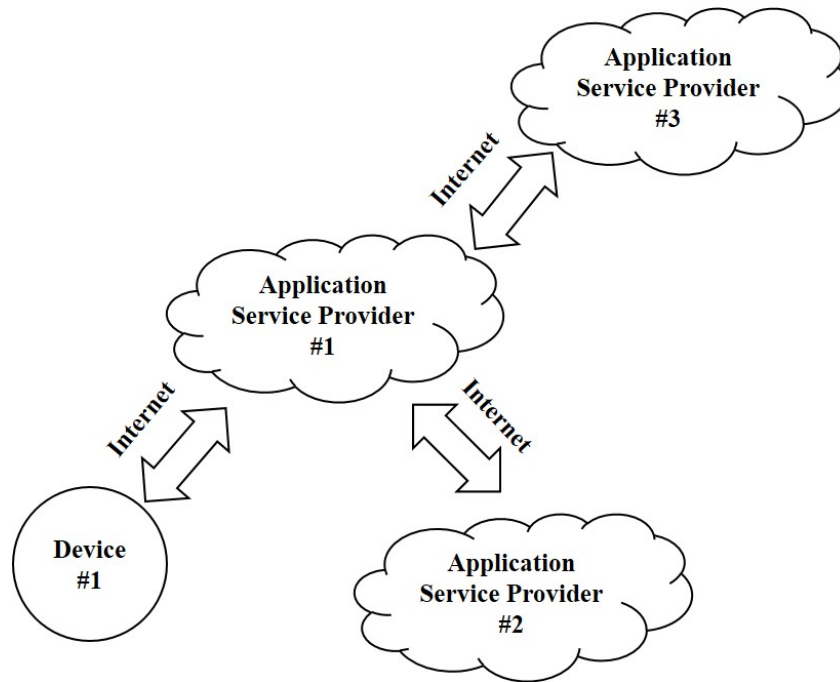 Application
Service Provider
#3
Internet
Application
Service Provider
#1
Internet
Internet
Device
#1
Application
Service Provider
#2